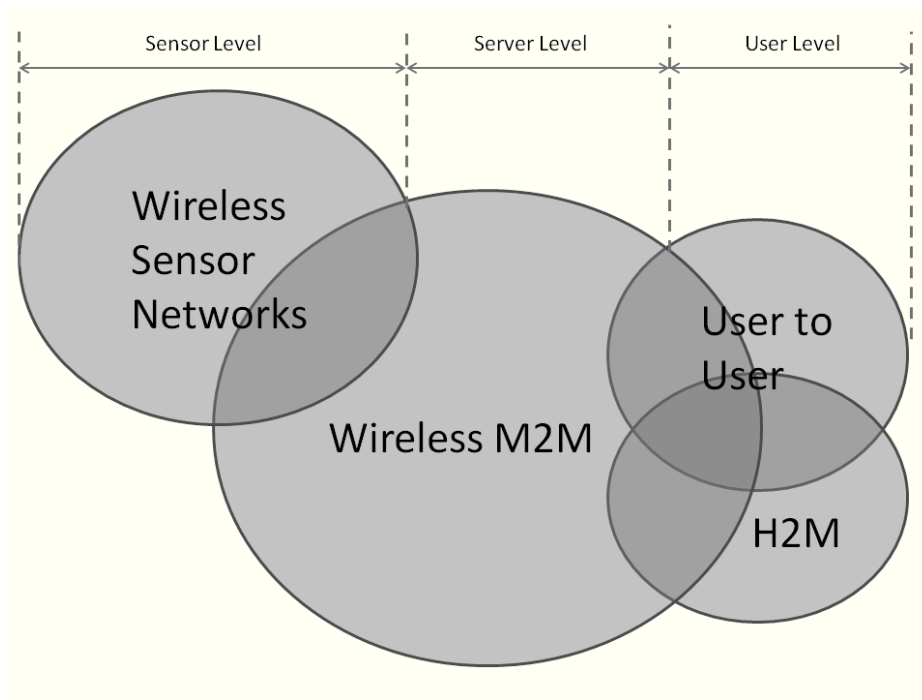 Sensor Level
Server Level
User Level
Wireless
Sensor
Networks
User to
User
Wireless M2M
H2M